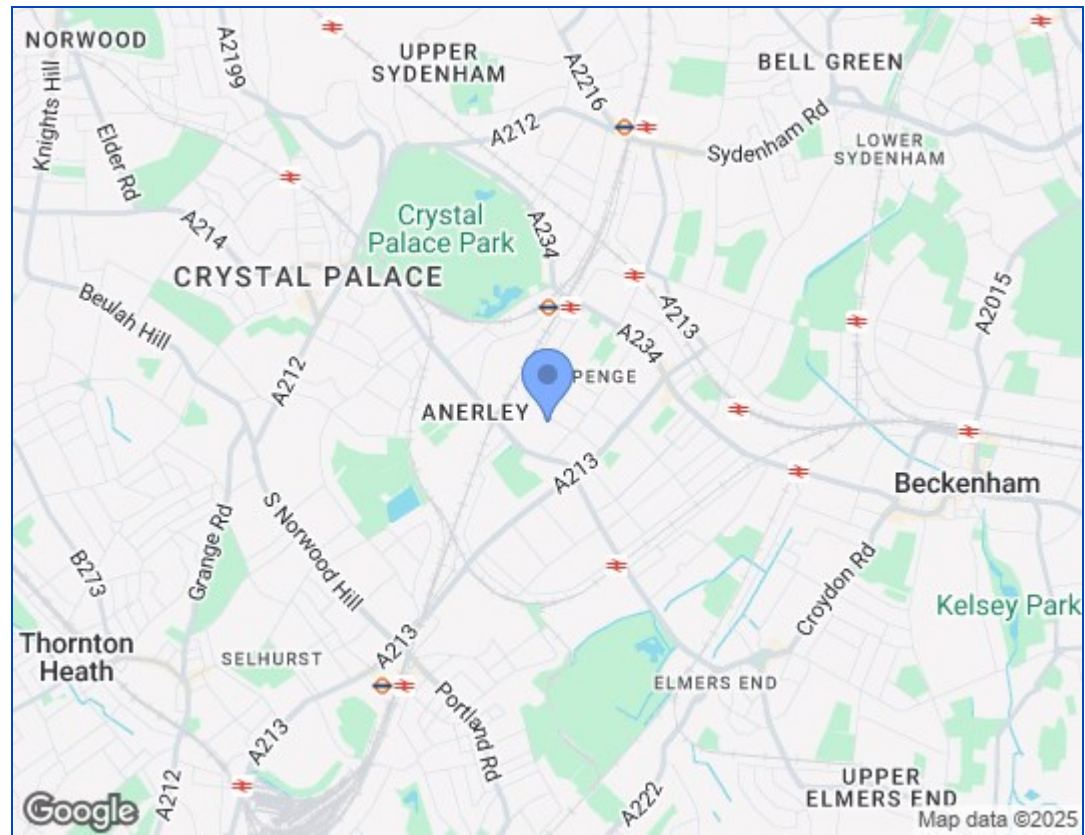 NORWOOD
A2199
UPPER
SYDENHAM
A2216
BELL GREEN
Knights Hill
Elder Rd
A212
Sydenham Rd
LOWER
SYDENHAM
A214
Crystal
Palace Park
A234
CRYSTAL PALACE
A213
A2015
Beulah Hill
A234
A212
PENGE
ANERLEY
A213
Beckenham
S Norwood Hill
Grange Rd
B273
Croydon Rd
Kelsey Park
Thornton
Heath
SELHURST
A213
ELMERS END
Portland Rd
A213
A212
A222
UPPER
ELMERS END
Google
Map data ©2025